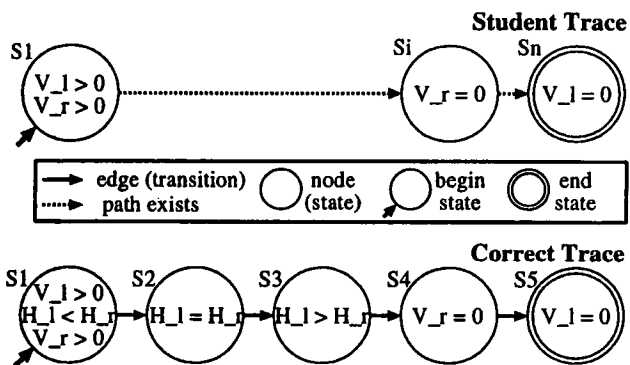 Student Trace
S1 Si Sn
V_l > 0
V_r > 0
V_r = 0
V_l = 0
edge (transition)
path exists
node
(state)
begin
state
end
state
Correct Trace
S1 S2 S3 S4 S5
V_l > 0
H_l < H_r
V_r > 0
H_l = H_r
H_l > H_r
V_r = 0
V_l = 0